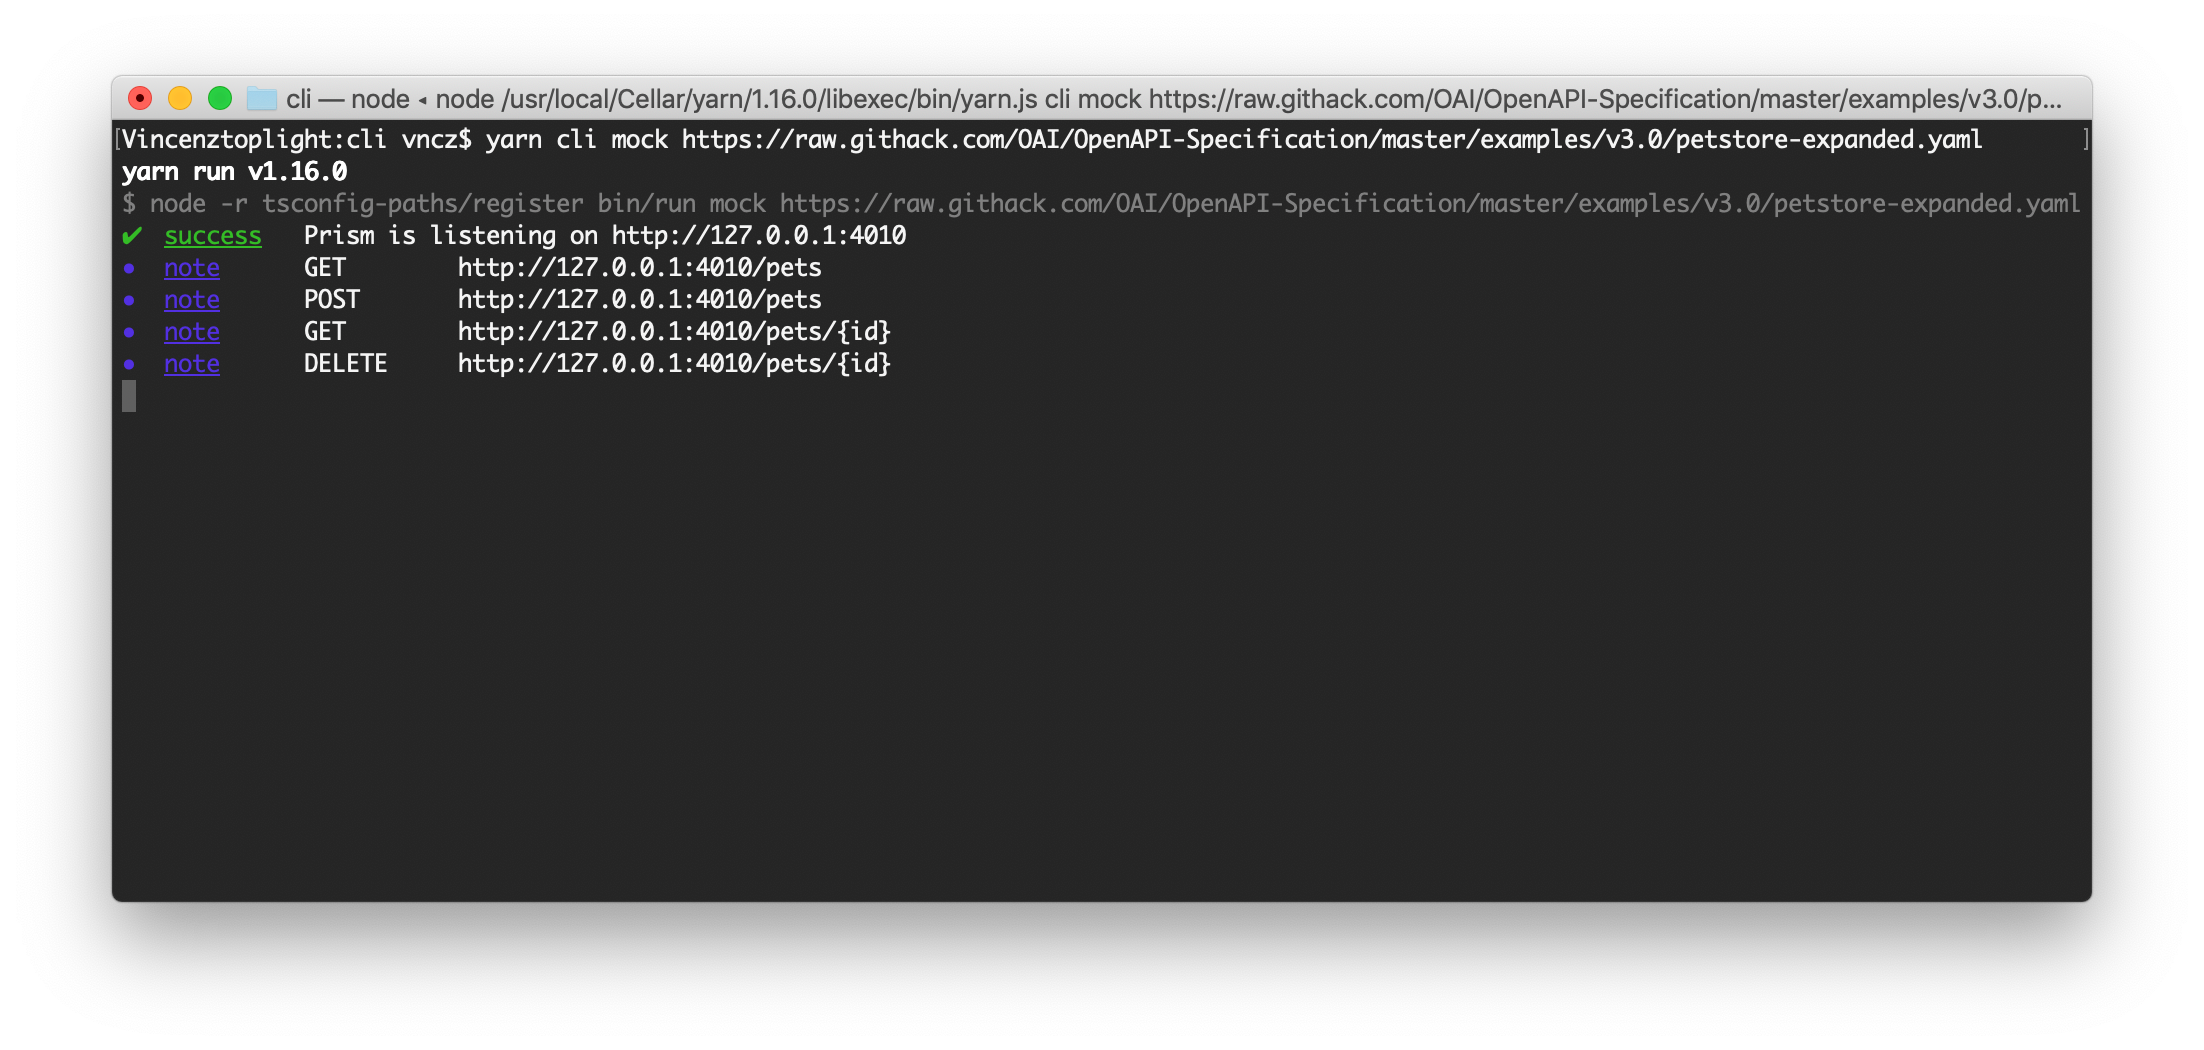 cli — node ◂ node /usr/local/Cellar/yarn/1.16.0/libexec/bin/yarn.js cli mock https://raw.githack.com/OAI/OpenAPI-Specification/master/examples/v3.0/p...
[Vincenztoplight:cli vncz$ yarn cli mock https://raw.githack.com/OAI/OpenAPI-Specification/master/examples/v3.0/petstore-expanded.yaml ]
yarn run v1.16.0
$ node -r tsconfig-paths/register bin/run mock https://raw.githack.com/OAI/OpenAPI-Specification/master/examples/v3.0/petstore-expanded.yaml
✔ success Prism is listening on http://127.0.0.1:4010
● note GET http://127.0.0.1:4010/pets
● note POST http://127.0.0.1:4010/pets
● note GET http://127.0.0.1:4010/pets/{id}
● note DELETE http://127.0.0.1:4010/pets/{id}